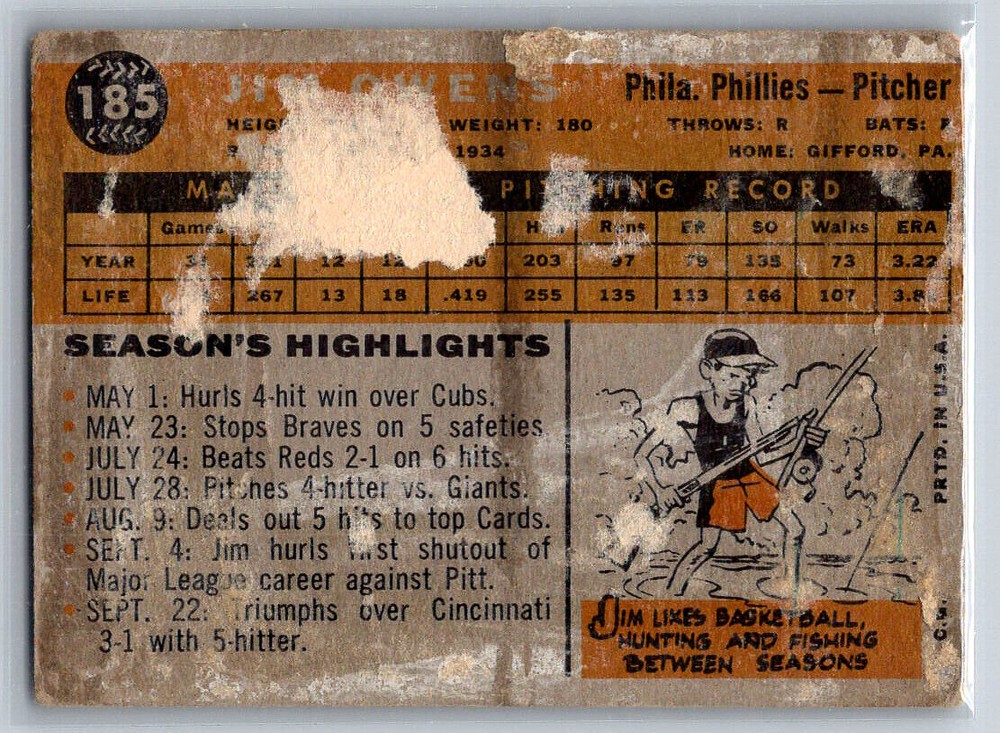 185
JIM OWENS
Phila. Phillies — Pitcher
WEIGHT: 180 THROWS: R BATS:
1934 HOME: GIFFORD, PA.
PITCHING RECORD
Games Runs ER SO Walks ERA
YEAR 12 203 97 79 135 73 3.22
LIFE 267 13 18 .419 255 135 113 166 107
SEASON'S HIGHLIGHTS
• MAY 1: Hurls 4-hit win over Cubs.
• MAY 23: Stops Braves on 5 safeties
• JULY 24: Beats Reds 2-1 on 6 hits.
• JULY 28: Pitches 4-hitter vs. Giants.
• AUG. 9: Deals out 5 hits to top Cards.
• SEPT. 4: Jim hurls first shutout of
Major League career against Pitt.
• SEPT. 22: Triumphs over Cincinnati
3-1 with 5-hitter.
JIM LIKES BASKETBALL,
HUNTING AND FISHING
BETWEEN SEASONS
PRTD. IN U.S.A.